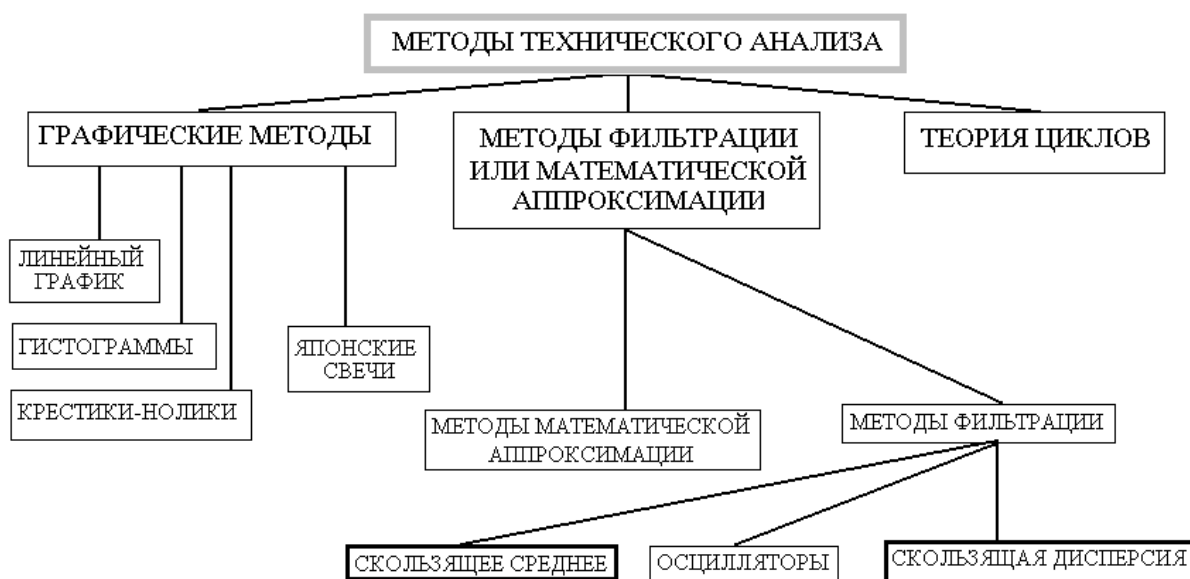 МЕТОДЫ ТЕХНИЧЕСКОГО АНАЛИЗА
ГРАФИЧЕСКИЕ МЕТОДЫ
МЕТОДЫ ФИЛЬТРАЦИИ
ИЛИ МАТЕМАТИЧЕСКОЙ
АППРОКСИМАЦИИ
ТЕОРИЯ ЦИКЛОВ
ЛИНЕЙНЫЙ
ГРАФИК
ГИСТОГРАММЫ
ЯПОНСКИЕ
СВЕЧИ
КРЕСТИКИ-НОЛИКИ
МЕТОДЫ МАТЕМАТИЧЕСКОЙ
АППРОКСИМАЦИИ
МЕТОДЫ ФИЛЬТРАЦИИ
СКОЛЬЗЯЩЕЕ СРЕДНЕЕ
ОСЦИЛЛЯТОРЫ
СКОЛЬЗЯЩАЯ ДИСПЕРСИЯ